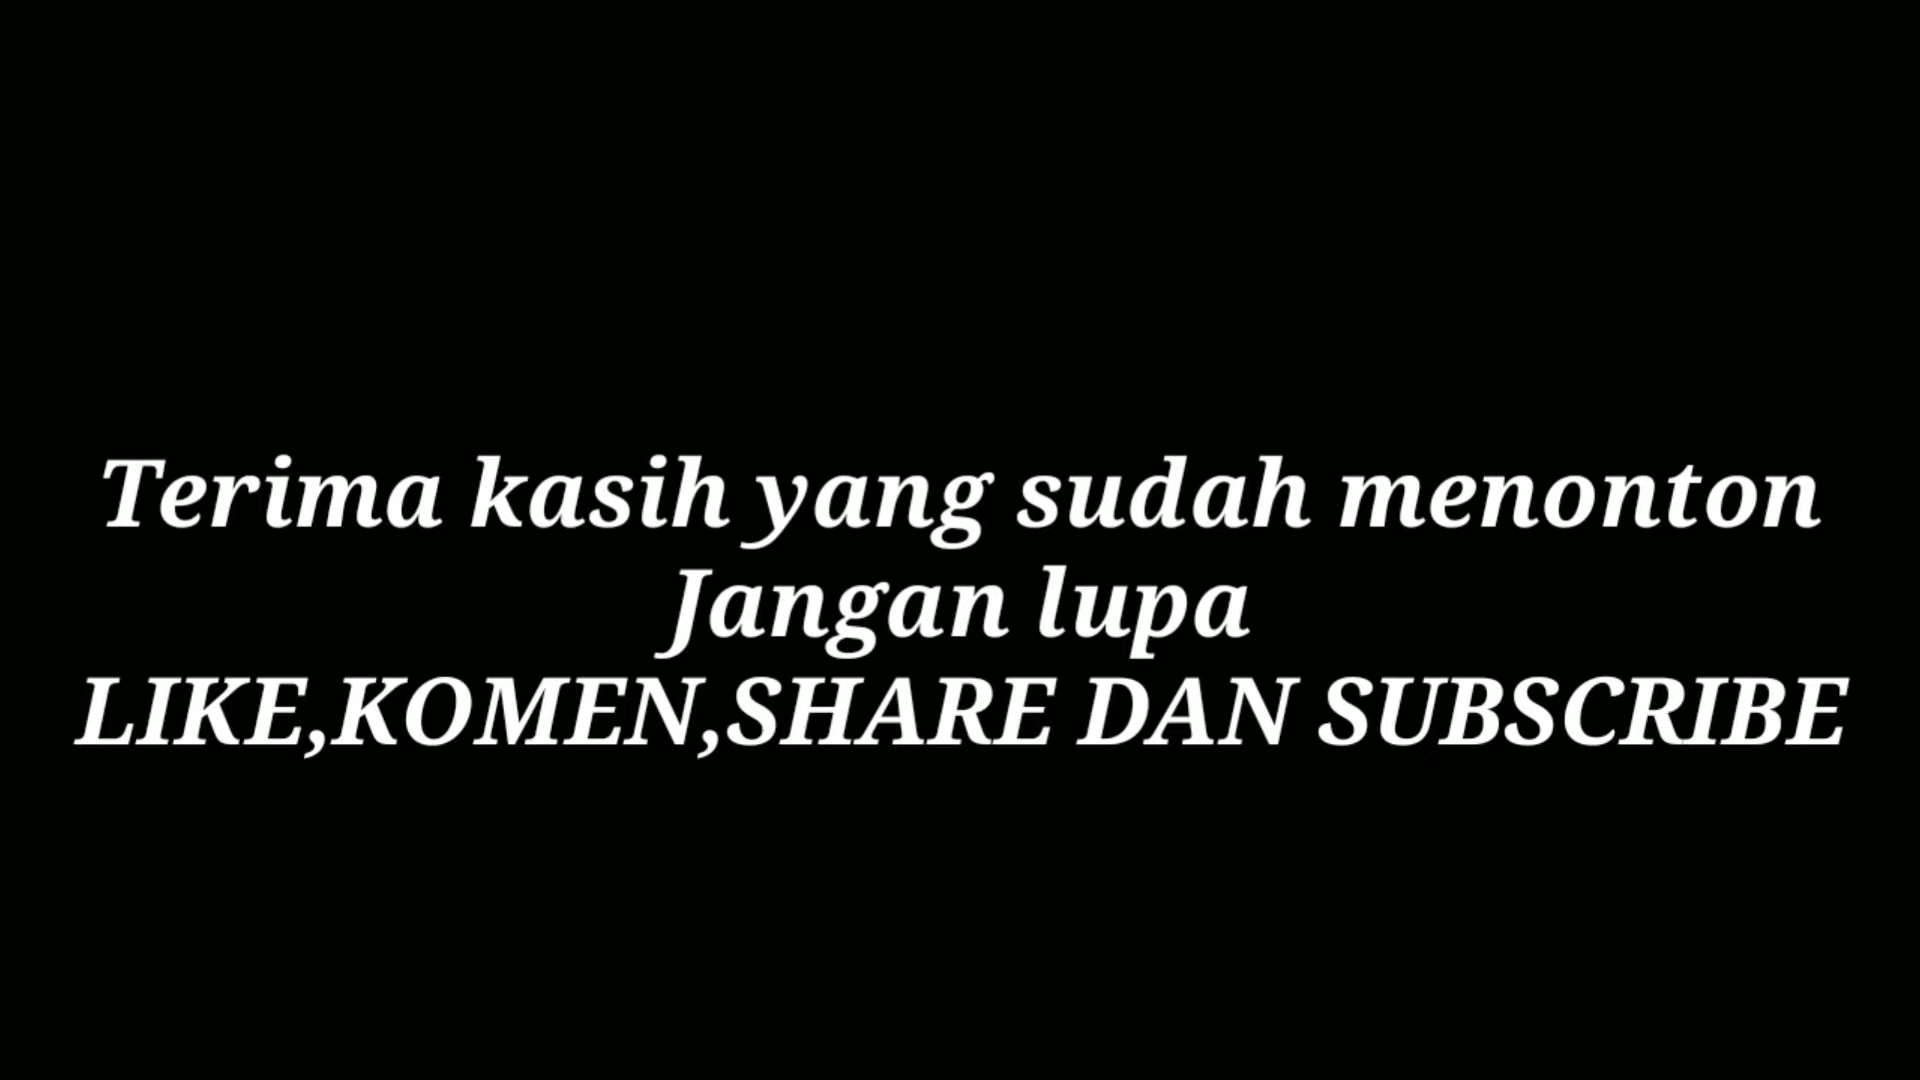 Terima kasih yang sudah menonton
Jangan lupa
LIKE,KOMEN,SHARE DAN SUBSCRIBE